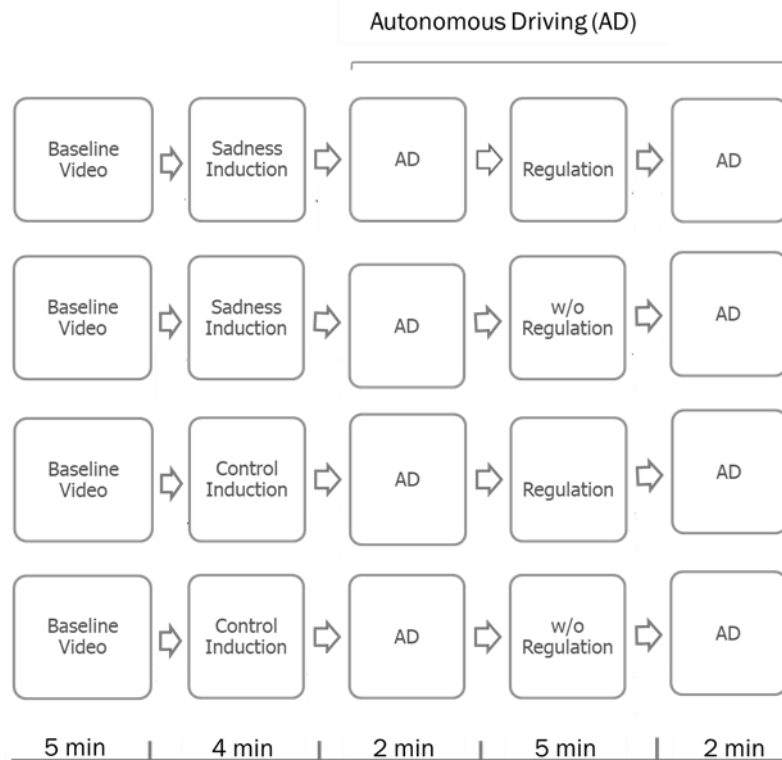 Autonomous Driving (AD)
Baseline
Video
Sadness
Induction
AD
Regulation
AD
Baseline
Video
Sadness
Induction
AD
w/o
Regulation
AD
Baseline
Video
Control
Induction
AD
Regulation
AD
Baseline
Video
Control
Induction
AD
w/o
Regulation
AD
5 min
4 min
2 min
5 min
2 min